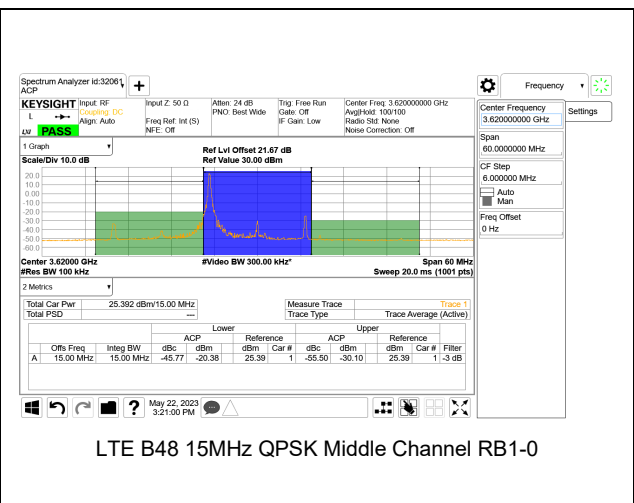 Spectrum Analyzer id:32061
ACP
+
Frequency
KEYSIGHT Input: RF Input Z: 50 Ω Atten: 24 dB Trig: Free Run Center Freq: 3.620000000 GHz
L Coupling: DC PNO: Best Wide Gate: Off Avg|Hold: 100/100
Align: Auto Freq Ref: Int (S) IF Gain: Low Radio Std: None
PASS NFE: Off Noise Correction: Off
Center Frequency
3.620000000 GHz
Settings
Span
60.0000000 MHz
CF Step
6.000000 MHz
Auto
Man
Freq Offset
0 Hz
1 Graph
Ref Lvl Offset 21.67 dB
Scale/Div 10.0 dB Ref Value 30.00 dBm
20.0
10.0
0.00
-10.0
-20.0
-30.0
-40.0
-50.0
-60.0
Center 3.62000 GHz #Video BW 300.00 kHz* Span 60 MHz
#Res BW 100 kHz Sweep 20.0 ms (1001 pts)
2 Metrics
Total Car Pwr 25.392 dBm/15.00 MHz Measure Trace Trace 1
Total PSD --- Trace Type Trace Average (Active)
Lower Upper
ACP Reference ACP Reference
Offs Freq Integ BW dBc dBm dBm Car # dBc dBm dBm Car # Filter
A 15.00 MHz 15.00 MHz -45.77 -20.38 25.39 1 -55.50 -30.10 25.39 1 -3 dB
? May 22, 2023
3:21:00 PM
LTE B48 15MHz QPSK Middle Channel RB1-0